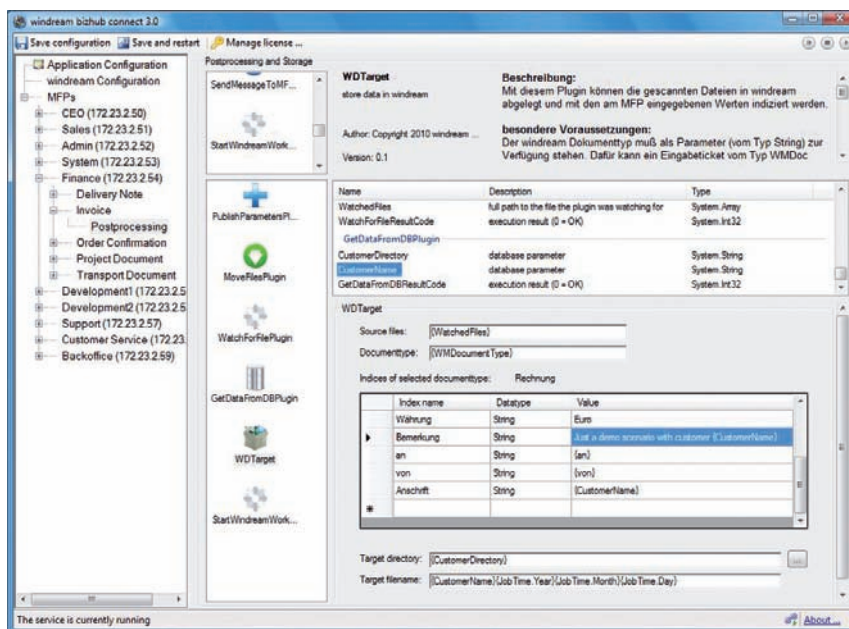 windream bizhub connect 3.0
Save configuration Save and restart Manage license ...
Application Configuration
windream Configuration
MFPs
CEO (172.23.2.50)
Sales (172.23.2.51)
Admin (172.23.2.52)
System (172.23.2.53)
Finance (172.23.2.54)
Delivery Note
Invoice
Postprocessing
Order Confirmation
Project Document
Transport Document
Development1 (172.23.2.5
Development2 (172.23.2.5
Support (172.23.2.57)
Customer Service (172.23.
Backoffice (172.23.2.59)
Postprocessing and Storage
SendMessageToMF...
StartWindreamWork...
PublishParametersPl...
MoveFilesPlugin
WatchForFilePlugin
GetDataFromDBPlugin
WDTarget
StartWindreamWork...
WDTarget
store data in windream
Author: Copyright 2010 windream ...
Version: 0.1
Beschreibung:
Mit diesem Plugin können die gescannten Dateien in windream
abgelegt und mit den am MFP eingegebenen Werten indiziert werden.
besondere Voraussetzungen:
Der windream Dokumenttyp muß als Parameter (vom Typ String) zur
Verfügung stehen. Dafür kann ein Eingabeticket vom Typ WMDoc
Name Description Type
WatchedFiles full path to the file the plugin was watching for System.Array
WatchForFileResultCode execution result (0 = OK) System.Int32
GetDataFromDBPlugin
CustomerDirectory database parameter System.String
CustomerName database parameter System.String
GetDataFromDBResultCode execution result (0 = OK) System.Int32
WDTarget
Source files: {WatchedFiles}
Documenttype: {WMDocumentType}
Indices of selected documenttype: Rechnung
Index name Datatype Value
Währung String Euro
Bemerkung String Just a demo scenario with customer {CustomerName}
an String {an}
von String {von}
Anschrift String {CustomerName}
Target directory: {CustomerDirectory}
Target filename: {CustomerName}{JobTime.Year}{JobTime.Month}{JobTime.Day}
The service is currently running
About ...